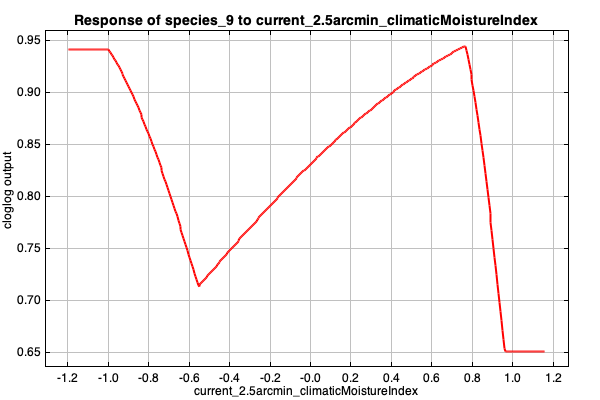 Response of species_9 to current_2.5arcmin_climaticMoistureIndex
cloglog output
0.95
0.90
0.85
0.80
0.75
0.70
0.65
-1.2 -1.0 -0.8 -0.6 -0.4 -0.2 -0.0 0.2 0.4 0.6 0.8 1.0 1.2
current_2.5arcmin_climaticMoistureIndex